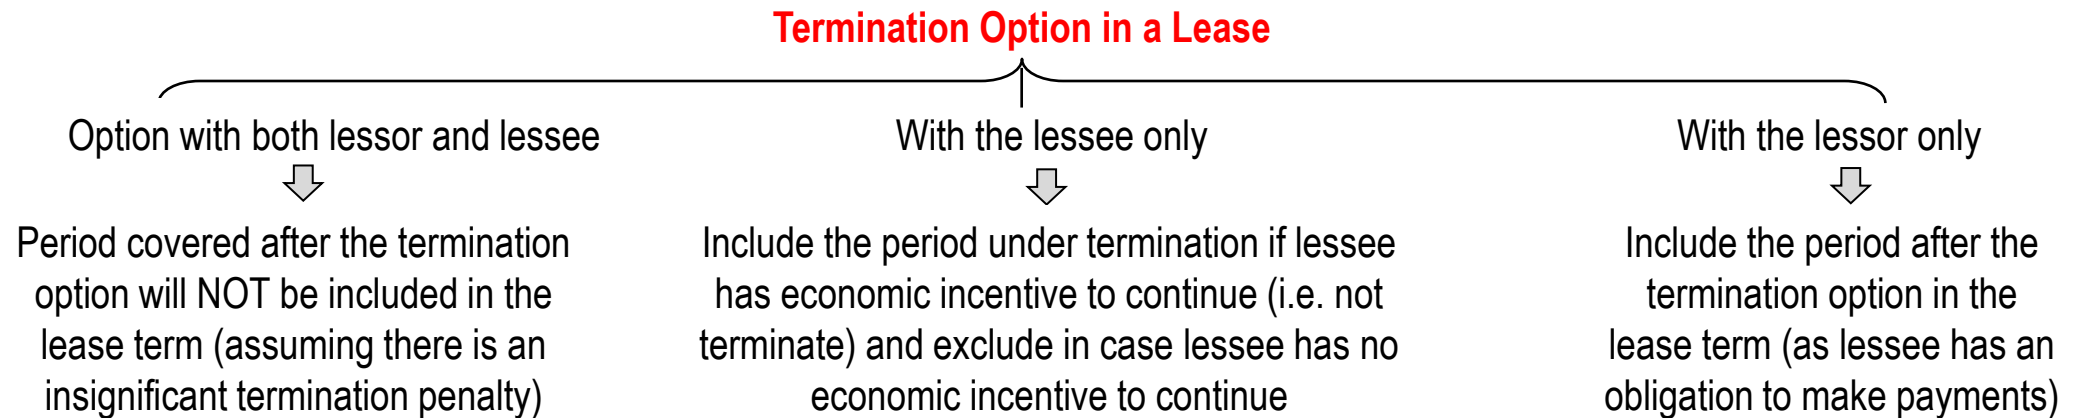 Termination Option in a Lease
Option with both lessor and lessee
Period covered after the termination
option will NOT be included in the
lease term (assuming there is an
insignificant termination penalty)
With the lessee only
Include the period under termination if lessee
has economic incentive to continue (i.e. not
terminate) and exclude in case lessee has no
economic incentive to continue
With the lessor only
Include the period after the
termination option in the
lease term (as lessee has an
obligation to make payments)